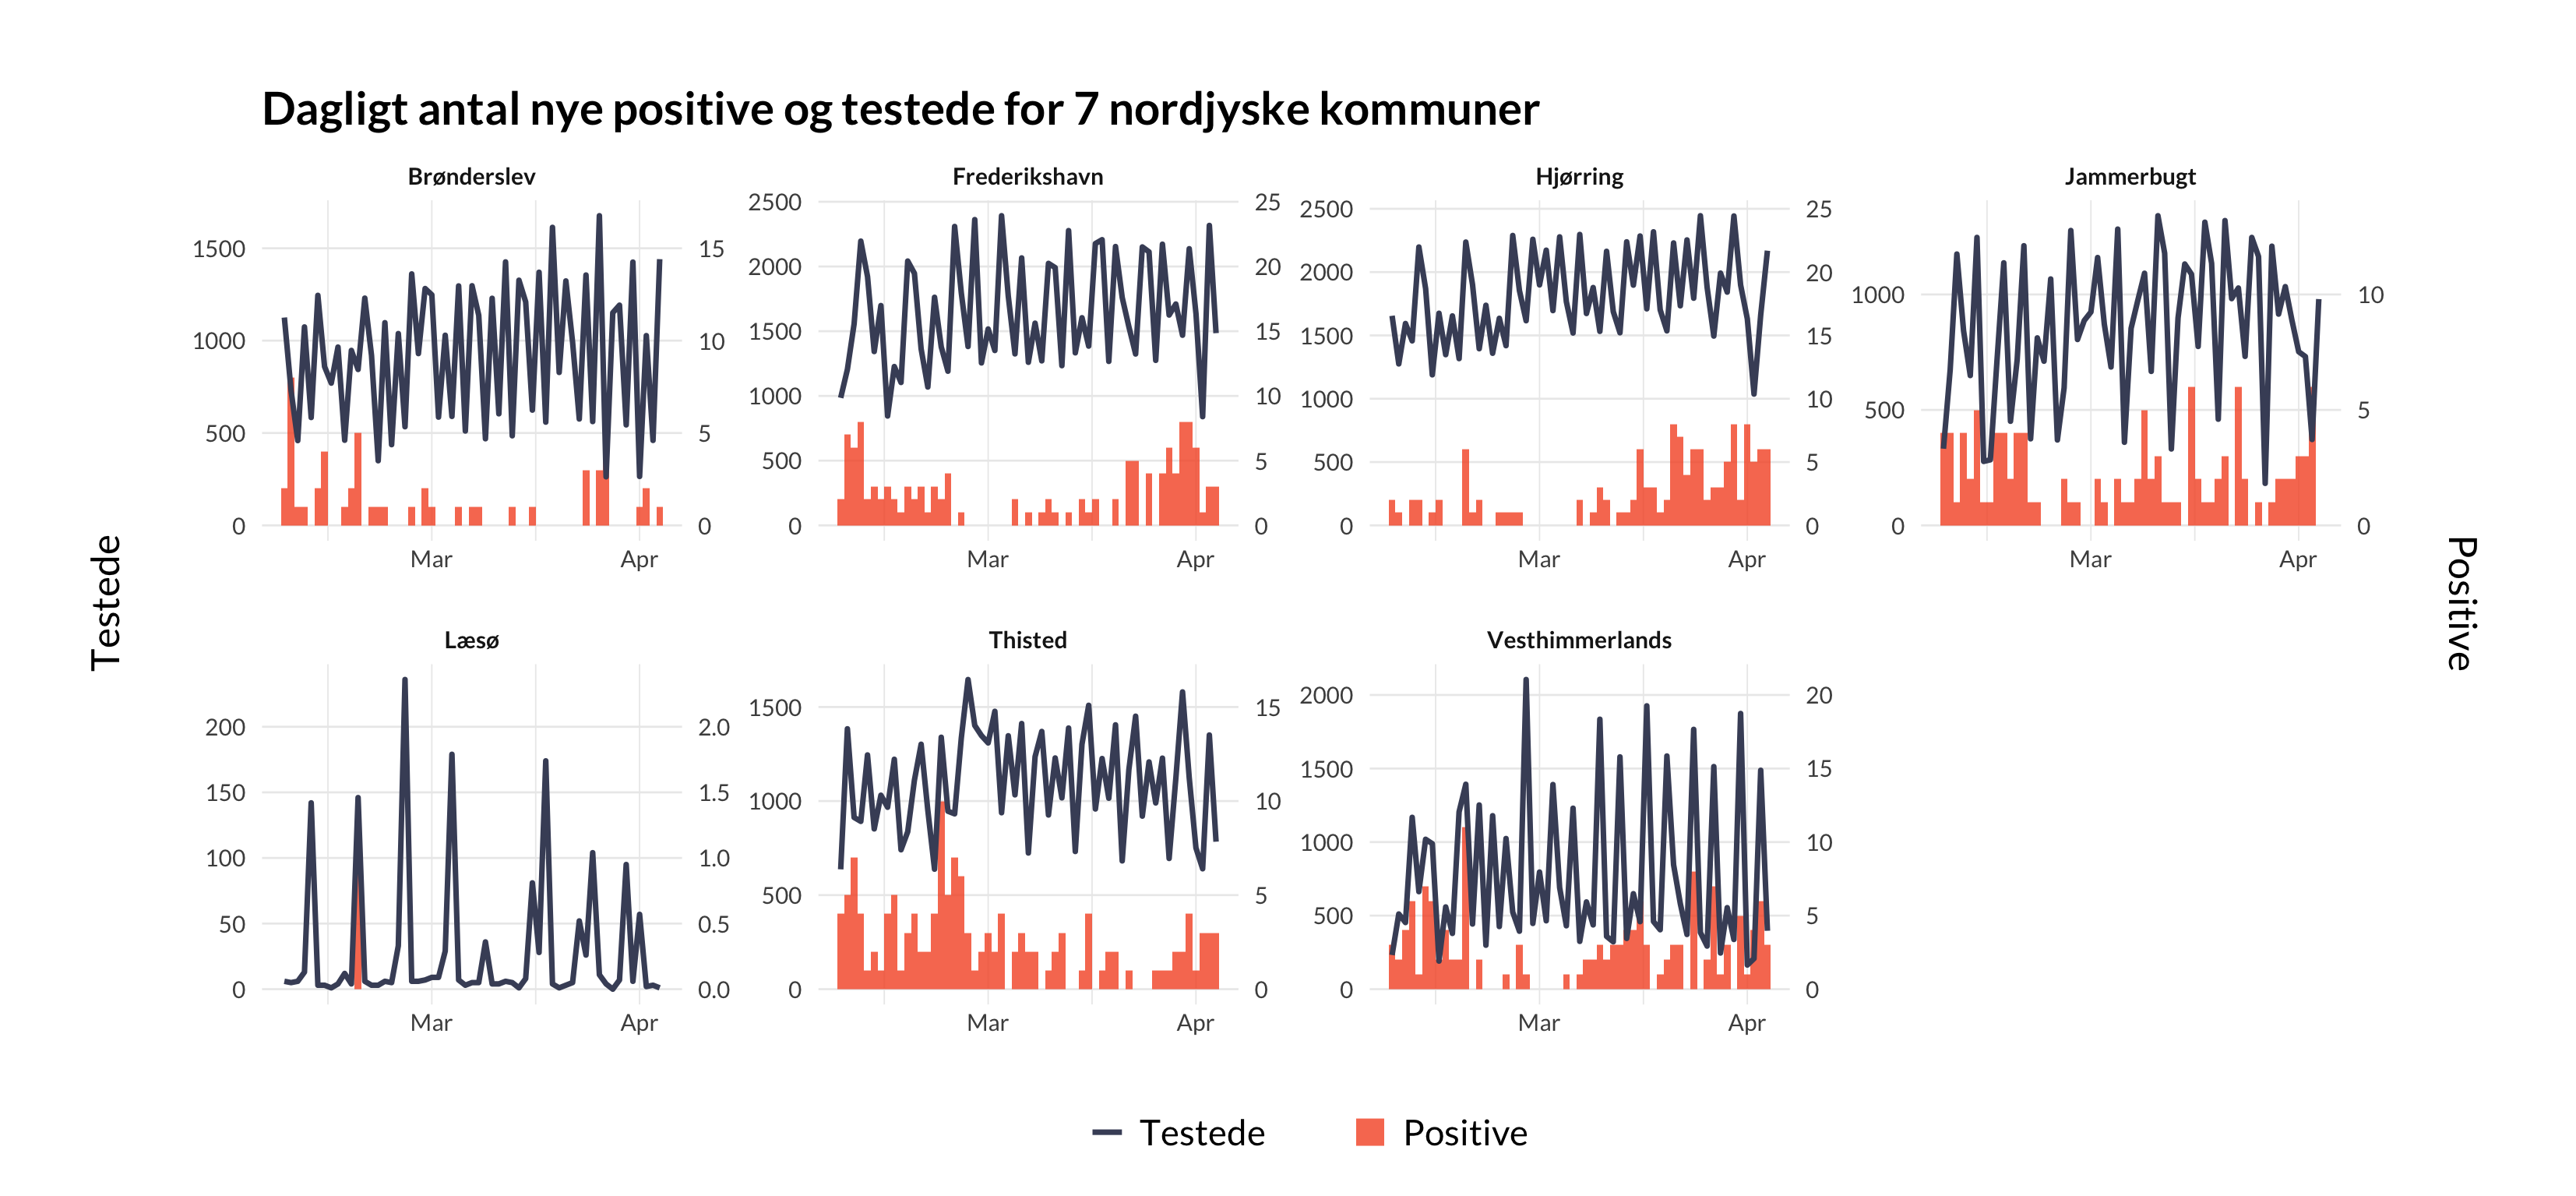 Dagligt antal nye positive og testede for 7 nordjyske kommuner
Brønderslev
Frederikshavn
Hjørring
Jammerbugt
1500
1000
500
0
15
10
5
0
Mar
Apr
2500
2000
1500
1000
500
0
25
20
15
10
5
0
Mar
Apr
2500
2000
1500
1000
500
0
25
20
15
10
5
0
Mar
Apr
1000
500
0
10
5
0
Mar
Apr
Testede
Positive
Læsø
Thisted
Vesthimmerlands
200
150
100
50
0
2.0
1.5
1.0
0.5
0.0
Mar
Apr
1500
1000
500
0
15
10
5
0
Mar
Apr
2000
1500
1000
500
0
20
15
10
5
0
Mar
Apr
Testede
Positive